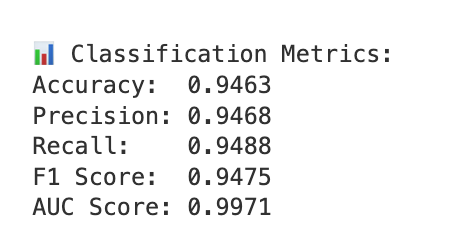 📊 Classification Metrics:
Accuracy:  0.9463
Precision: 0.9468
Recall:    0.9488
F1 Score:  0.9475
AUC Score: 0.9971